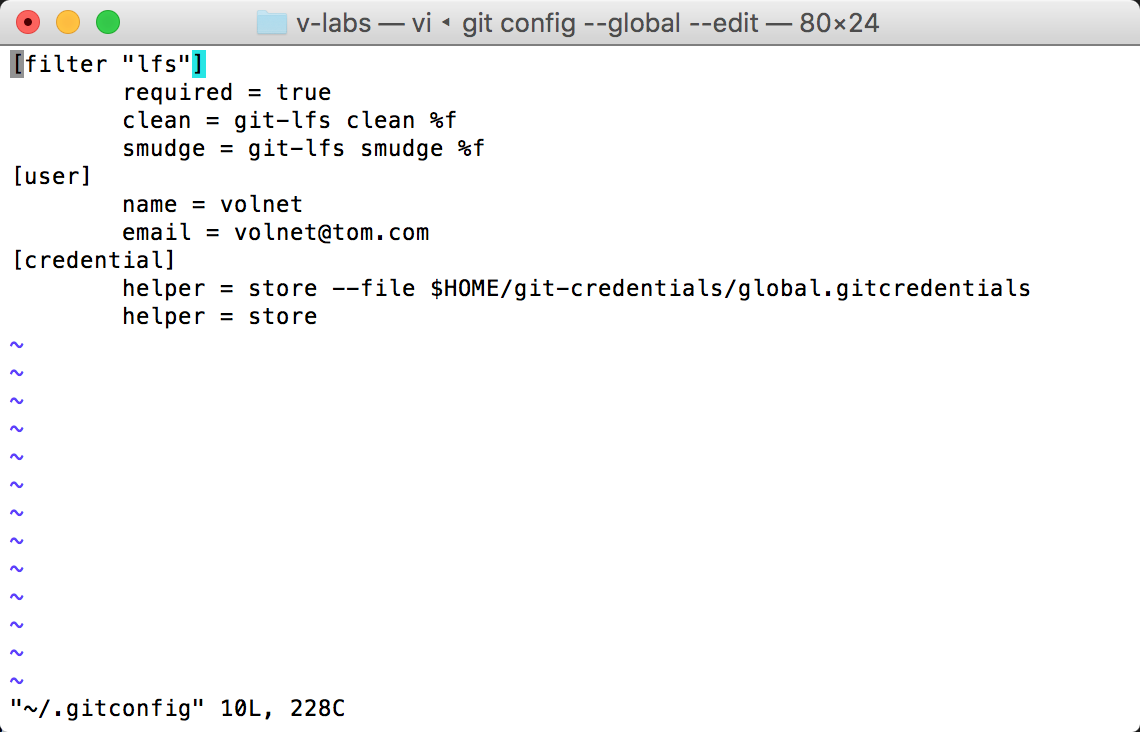 v-labs — vi ◂ git config --global --edit — 80×24
[filter "lfs"]
        required = true
        clean = git-lfs clean %f
        smudge = git-lfs smudge %f
[user]
        name = volnet
        email = volnet@tom.com
[credential]
        helper = store --file $HOME/git-credentials/global.gitcredentials
        helper = store
~
~
~
~
~
~
~
~
~
~
~
~
~
"~/.gitconfig" 10L, 228C